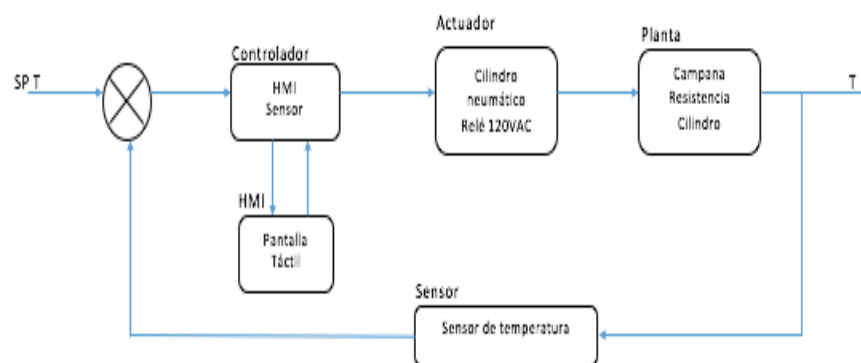 Actuador
Planta
Controlador
SP T
HMI
Sensor
Cilindro
neumático
Relé 120VAC
Campana
Resistencia
Cilindro
T
HMI
Pantalla
Táctil
Sensor
Sensor de temperatura